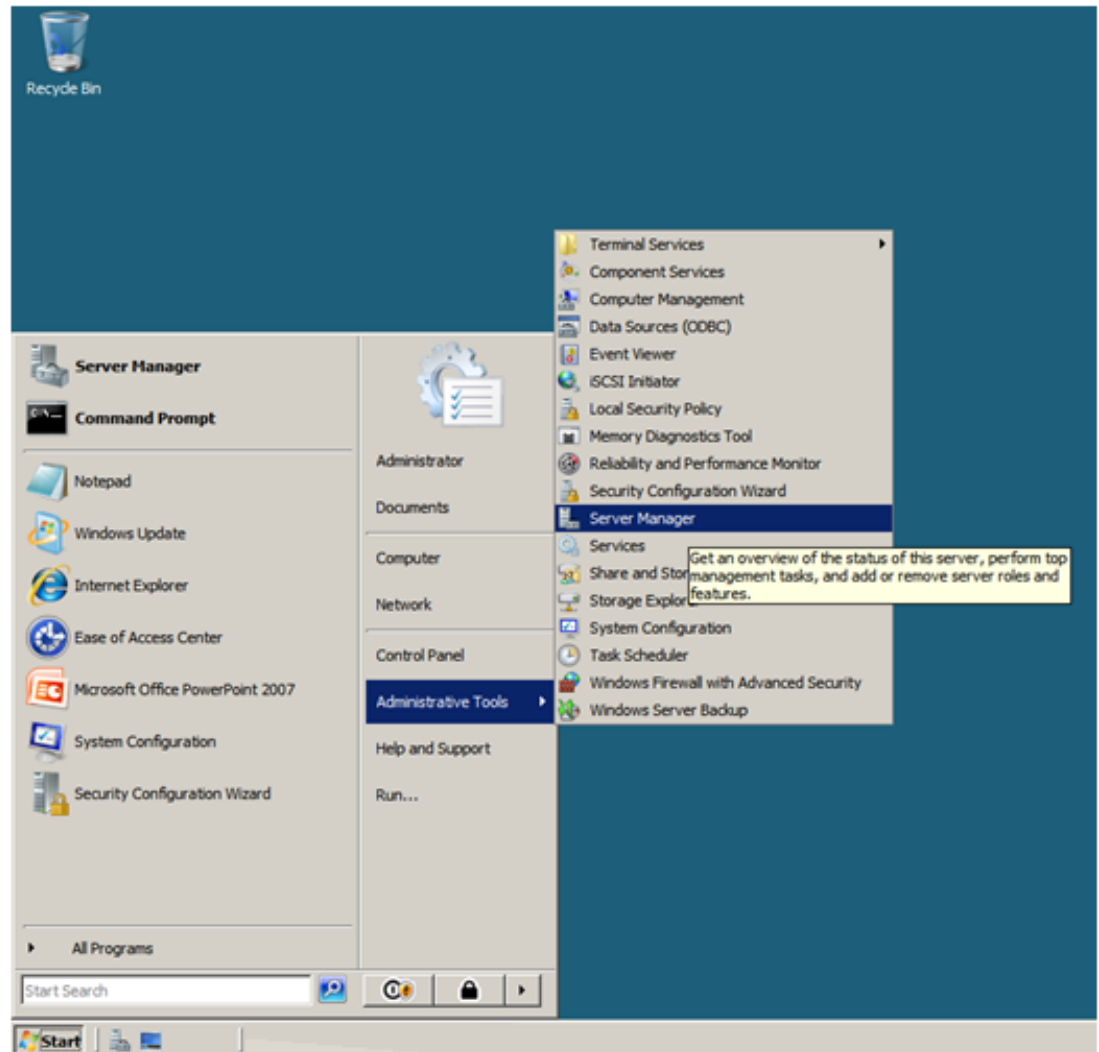 Recycle Bin
Server Manager
Command Prompt
Notepad
Windows Update
Internet Explorer
Ease of Access Center
Microsoft Office PowerPoint 2007
System Configuration
Security Configuration Wizard
All Programs
Start Search
Administrator
Documents
Computer
Network
Control Panel
Administrative Tools
Help and Support
Run...
Terminal Services
Component Services
Computer Management
Data Sources (ODBC)
Event Viewer
iSCSI Initiator
Local Security Policy
Memory Diagnostics Tool
Reliability and Performance Monitor
Security Configuration Wizard
Server Manager
Services
Share and Stor
Storage Explor
System Configuration
Task Scheduler
Windows Firewall with Advanced Security
Windows Server Backup
Get an overview of the status of this server, perform top
management tasks, and add or remove server roles and
features.
Start